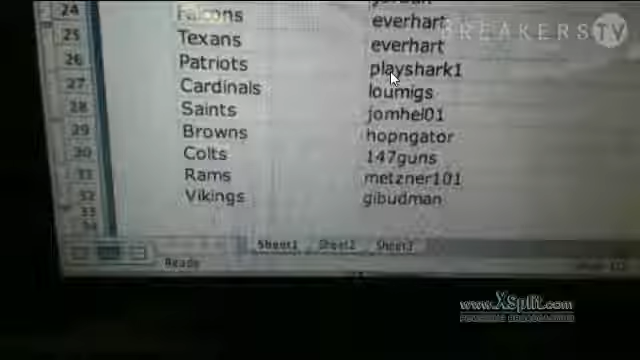 24 Falcons everhart
25 Texans everhart
26 Patriots playshark1
27 Cardinals loumigs
28 Saints jomhel01
29 Browns hopngator
30 Colts 147guns
31 Rams metzner101
32 Vikings gibudman
33
34
Sheet1 Sheet2 Sheet3
Ready
BREAKERS TV
www.XSplit.com